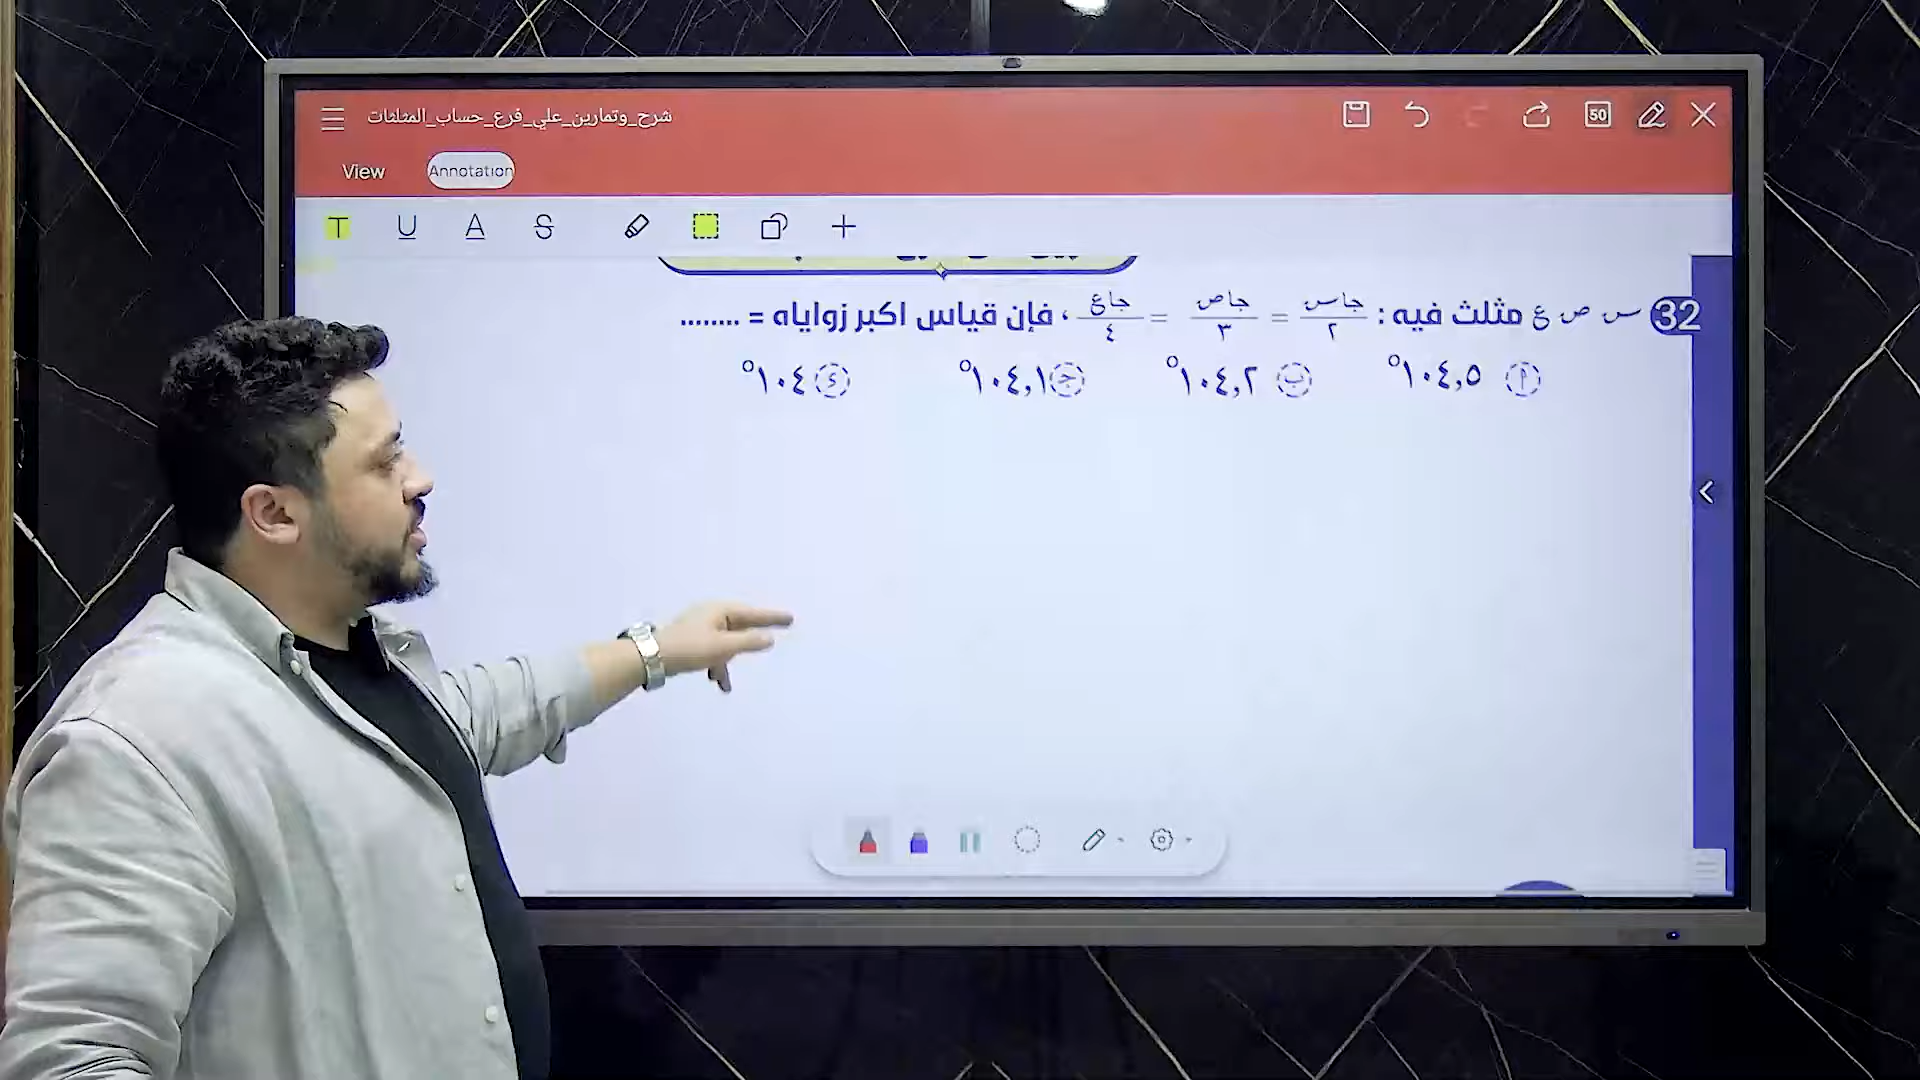 شرح_وتمارين_علي_فرع_حساب_المثلثات
50
View
Annotation
T U A S
32 س ص ع مثلث فيه : جاس/٢ = جاص/٣ = جاع/٤ ، فإن قياس اكبر زواياه = ........
أ ١٠٤,٥° ب ١٠٤,٢° ج ١٠٤,١° د ١٠٤°